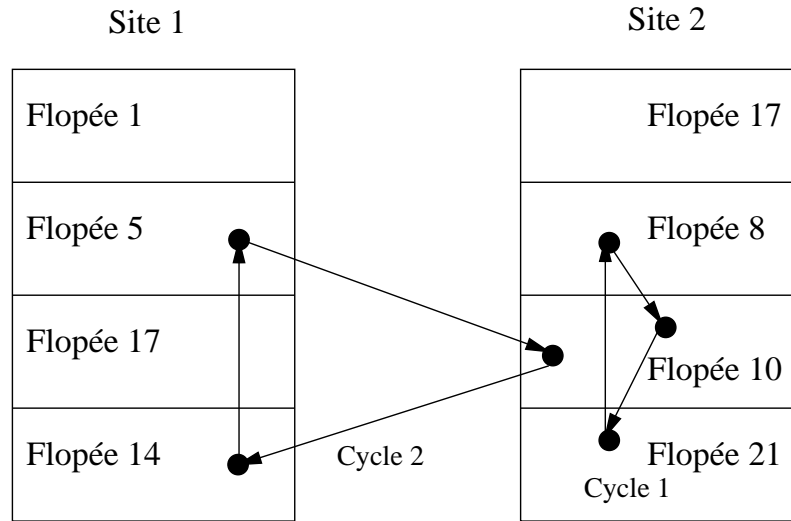 Site 1
Site 2
Flopée 1
Flopée 17
Flopée 5
Flopée 8
Flopée 17
Flopée 10
Flopée 14
Flopée 21
Cycle 2
Cycle 1